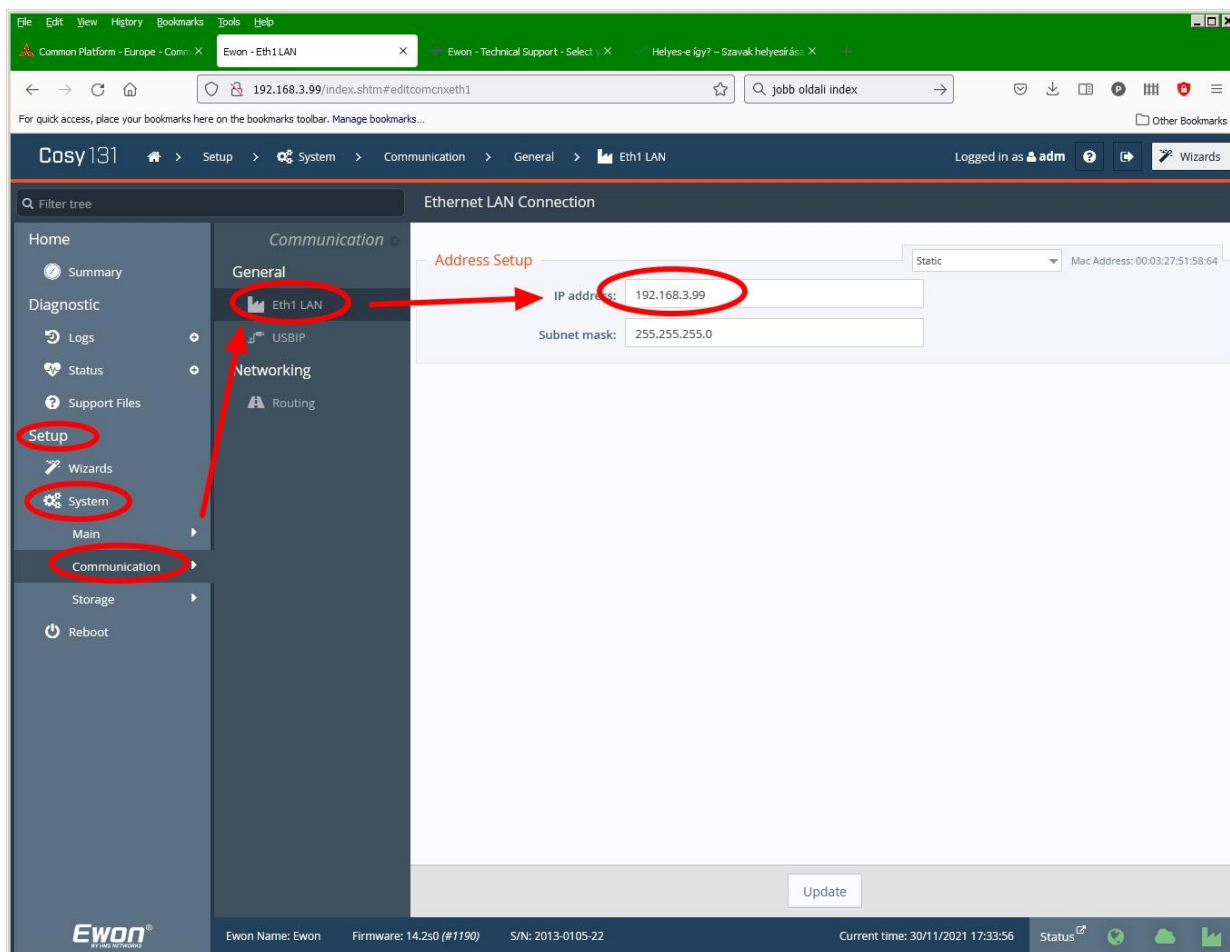 File Edit View History Bookmarks Tools Help
Common Platform - Europe - Comm
Ewon - Eth1 LAN
Ewon - Technical Support - Select y
Helyes-e így? – Szavak helyesírása
192.168.3.99/index.shtm#editcomcnxeth1
jobb oldali index
For quick access, place your bookmarks here on the bookmarks toolbar. Manage bookmarks...
Other Bookmarks
Cosy 131 > Setup > System > Communication > General > Eth1 LAN
Logged in as adm
Wizards
Filter tree
Home
Summary
Diagnostic
Logs
Status
Support Files
Setup
Wizards
System
Main
Communication
Storage
Reboot
Communication
General
Eth1 LAN
USBIP
Networking
Routing
Ethernet LAN Connection
Address Setup
Static
Mac Address: 00:03:27:51:58:64
IP address: 192.168.3.99
Subnet mask: 255.255.255.0
Update
Ewon®
BY HMS NETWORKS
Ewon Name: Ewon
Firmware: 14.2s0 (#1190)
S/N: 2013-0105-22
Current time: 30/11/2021 17:33:56
Status